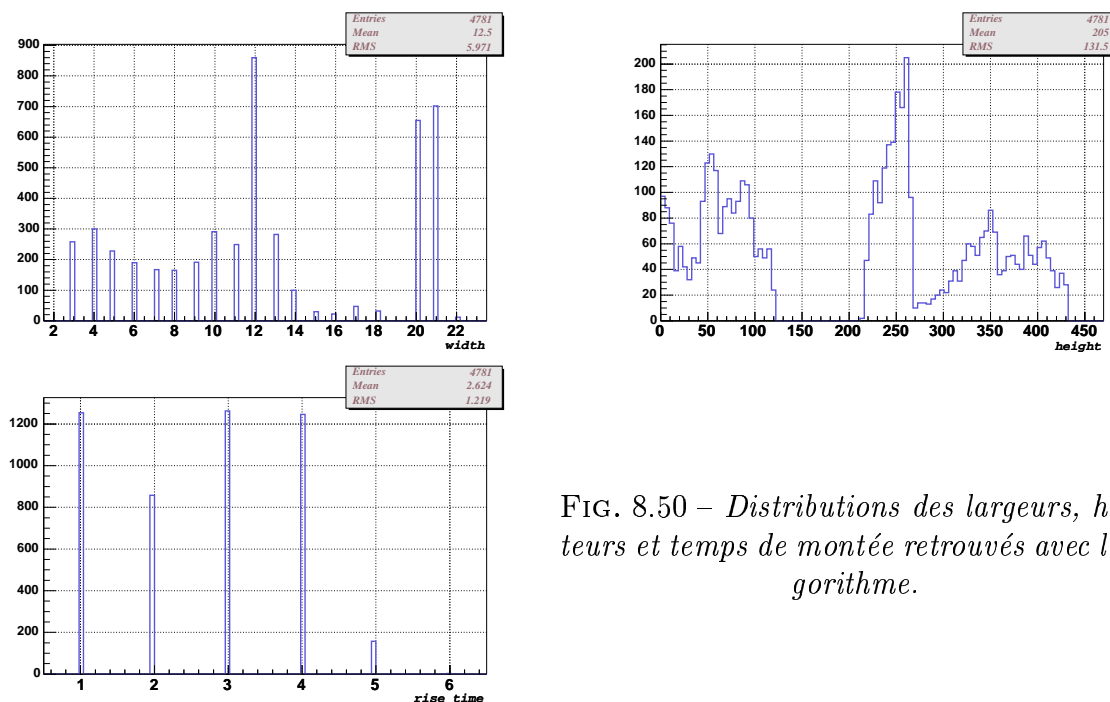 Entries 4781
Mean 12.5
RMS 5.971
900
800
700
600
500
400
300
200
100
0
2 4 6 8 10 12 14 16 18 20 22
width
Entries 4781
Mean 205
RMS 131.5
200
180
160
140
120
100
80
60
40
20
0
0 50 100 150 200 250 300 350 400 450
height
Entries 4781
Mean 2.624
RMS 1.219
1200
1000
800
600
400
200
0
1 2 3 4 5 6
rise time
FIG. 8.50 – Distributions des largeurs, h
teurs et temps de montée retrouvés avec l
gorithme.